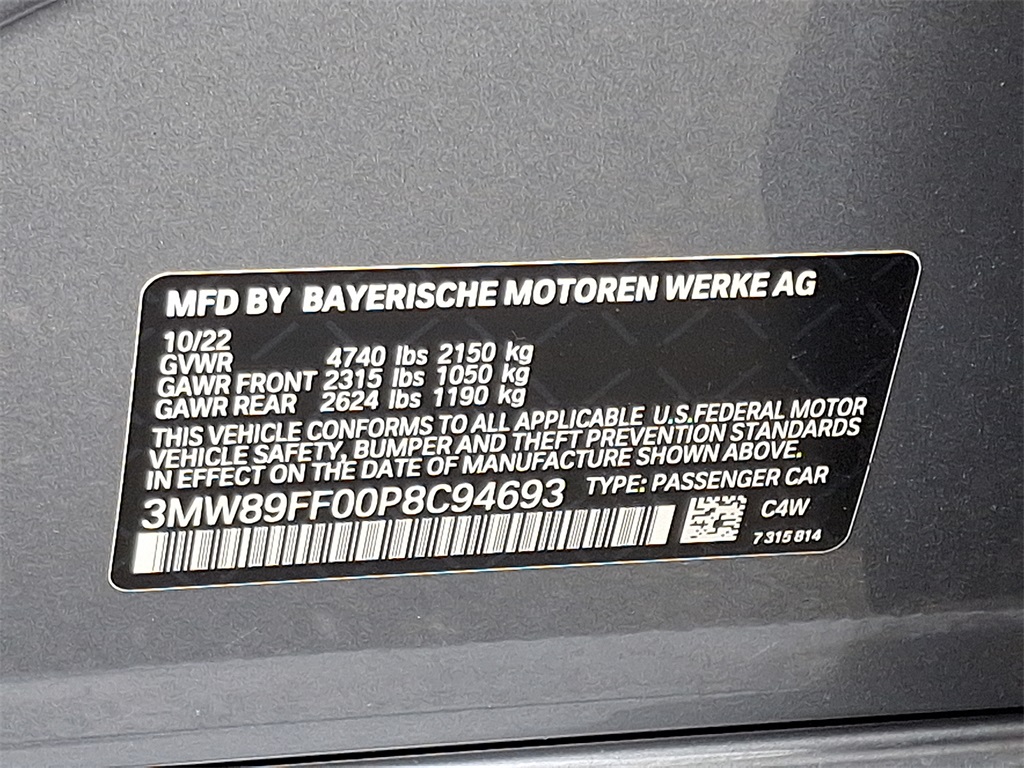 MFD BY BAYERISCHE MOTOREN WERKE AG
10/22
GVWR 4740 lbs 2150 kg
GAWR FRONT 2315 lbs 1050 kg
GAWR REAR 2624 lbs 1190 kg
THIS VEHICLE CONFORMS TO ALL APPLICABLE U.S.FEDERAL MOTOR
VEHICLE SAFETY, BUMPER AND THEFT PREVENTION STANDARDS
IN EFFECT ON THE DATE OF MANUFACTURE SHOWN ABOVE.
3MW89FF00P8C94693 TYPE: PASSENGER CAR
C4W
7 315 814